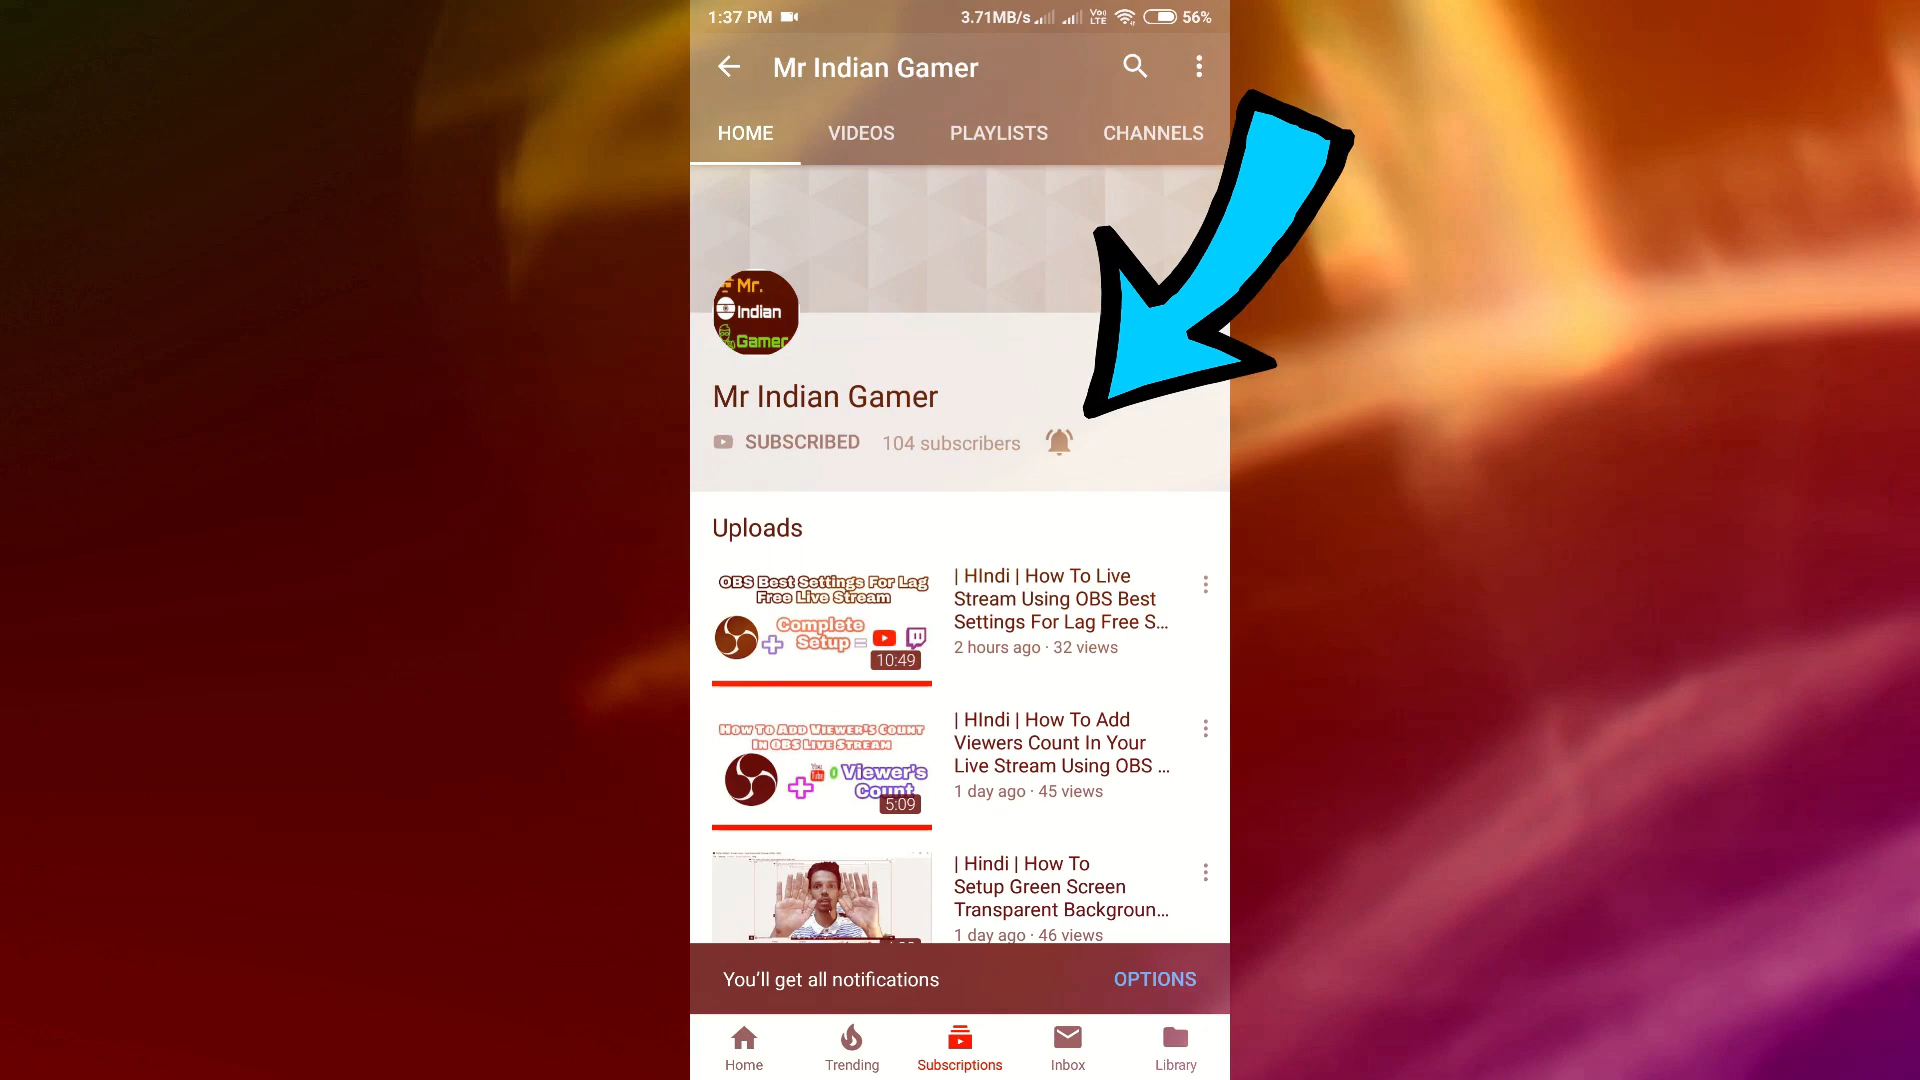 1:37 PM 3.71MB/s VoLTE 56%
Mr Indian Gamer
HOME VIDEOS PLAYLISTS CHANNELS
Mr.
Indian
Gamer
Mr Indian Gamer
SUBSCRIBED 104 subscribers
Uploads
OBS Best Settings For Lag
Free Live Stream
Complete
Setup =
10:49
| HIndi | How To Live
Stream Using OBS Best
Settings For Lag Free S...
2 hours ago · 32 views
How To Add Viewer's Count
In OBS Live Stream
You
Tube
0 Viewer's
Count
5:09
| HIndi | How To Add
Viewers Count In Your
Live Stream Using OBS ...
1 day ago · 45 views
| Hindi | How To
Setup Green Screen
Transparent Backgroun...
1 day ago · 46 views
You'll get all notifications OPTIONS
Home Trending Subscriptions Inbox Library